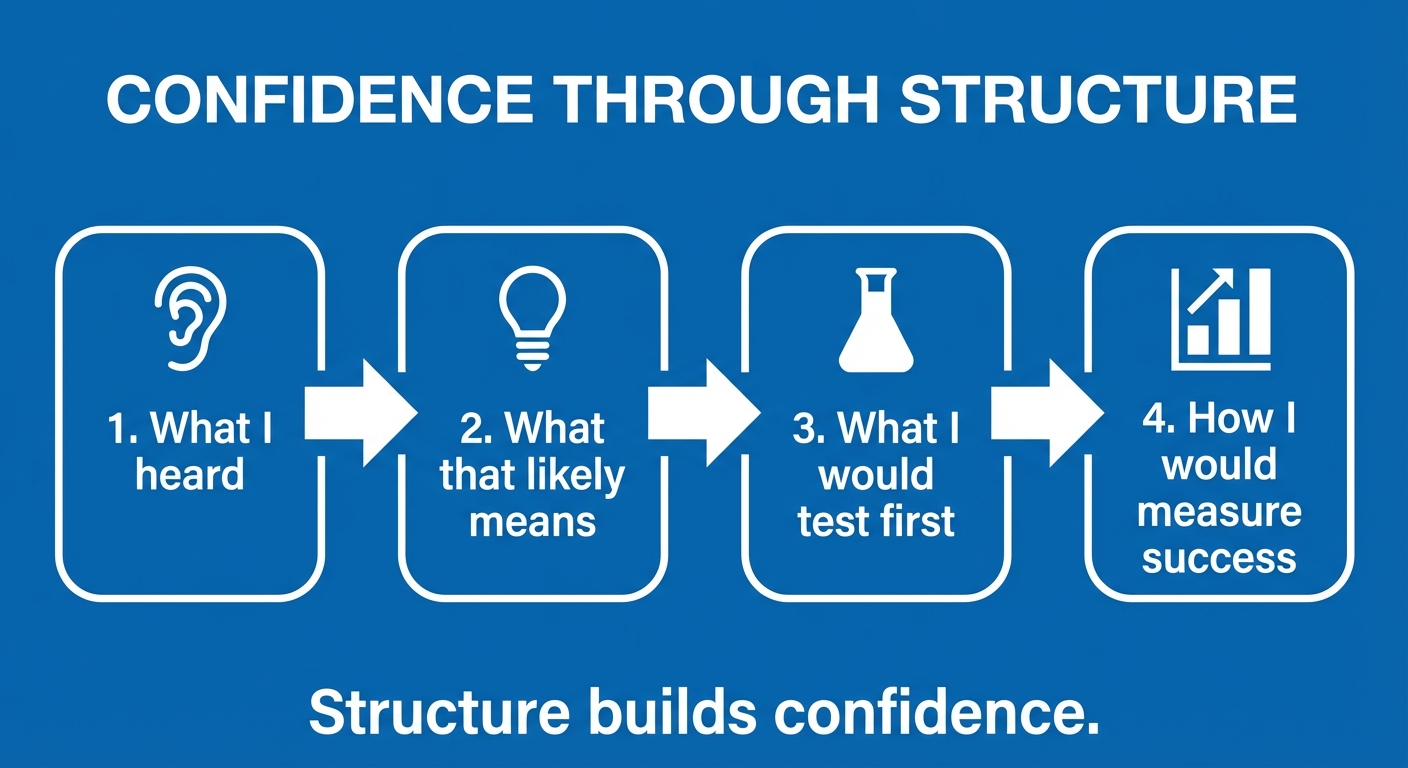 CONFIDENCE THROUGH STRUCTURE
1. What I
heard
2. What
that likely
means
3. What I
would
test first
4. How I
would
measure
success
Structure builds confidence.